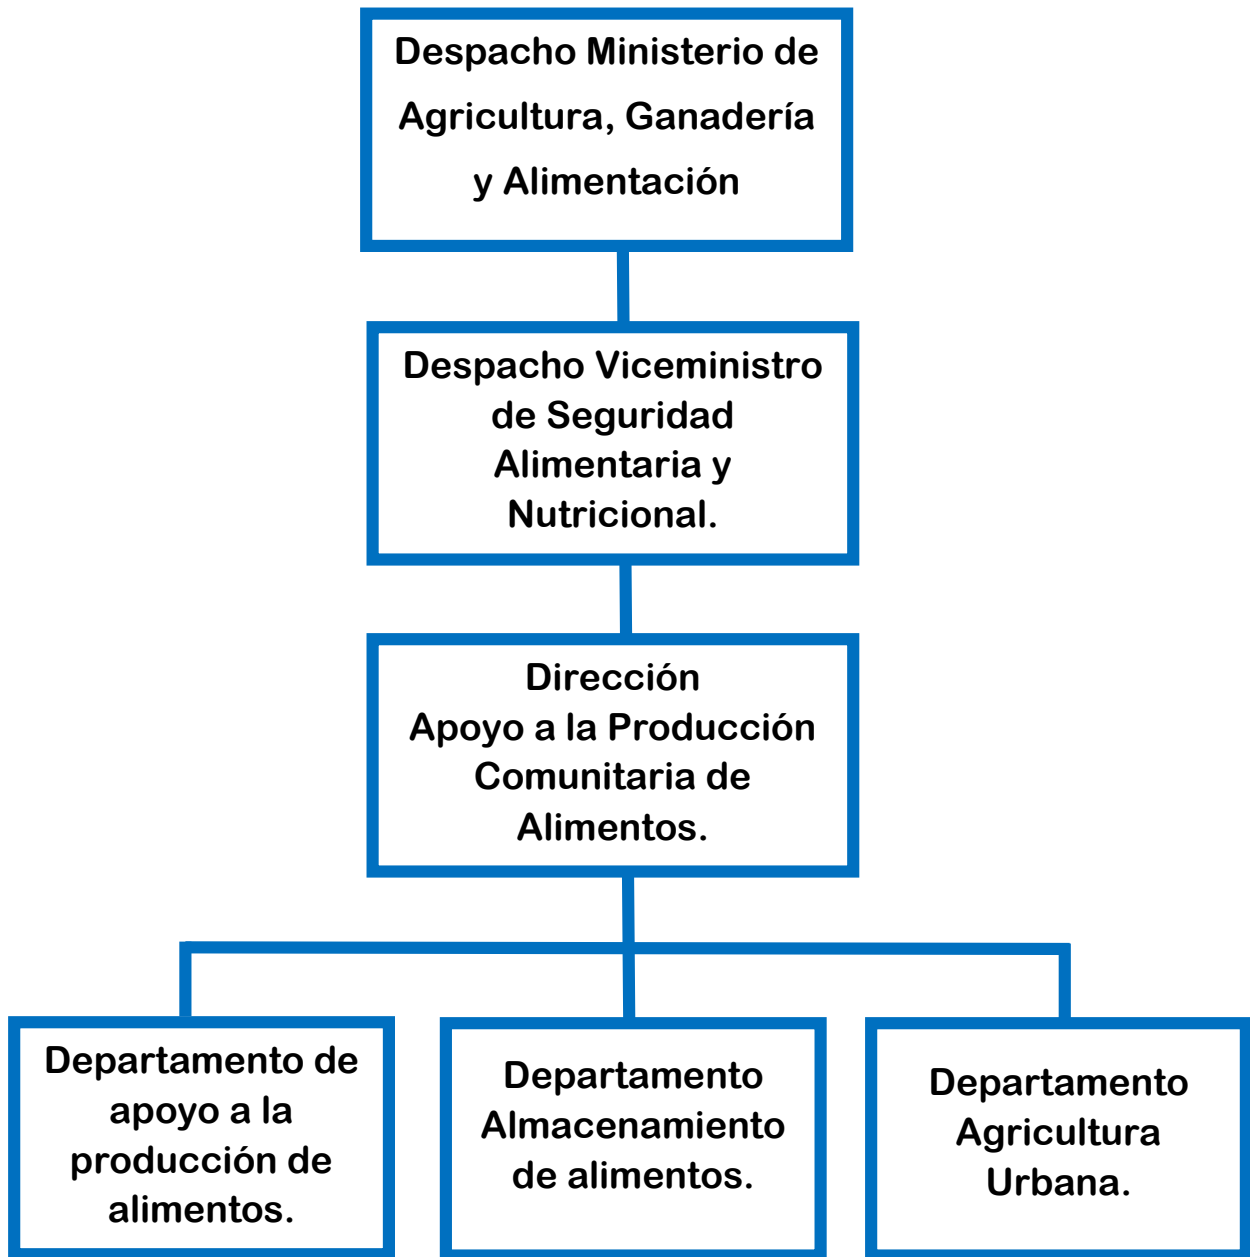 Despacho Ministerio de
Agricultura, Ganadería
y Alimentación
Despacho Viceministro
de Seguridad
Alimentaria y
Nutricional.
Dirección
Apoyo a la Producción
Comunitaria de
Alimentos.
Departamento de
apoyo a la
producción de
alimentos.
Departamento
Almacenamiento
de alimentos.
Departamento
Agricultura
Urbana.